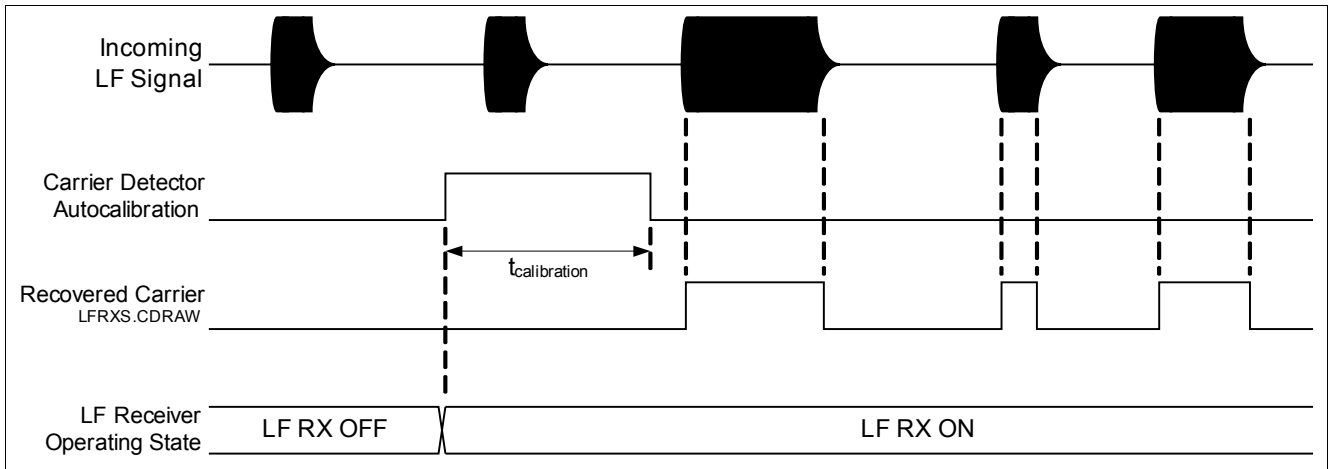 Incoming
LF Signal
Carrier Detector
Autocalibration
tcalibration
Recovered Carrier
LFRXS.CDRAW
LF Receiver
Operating State
LF RX OFF
LF RX ON